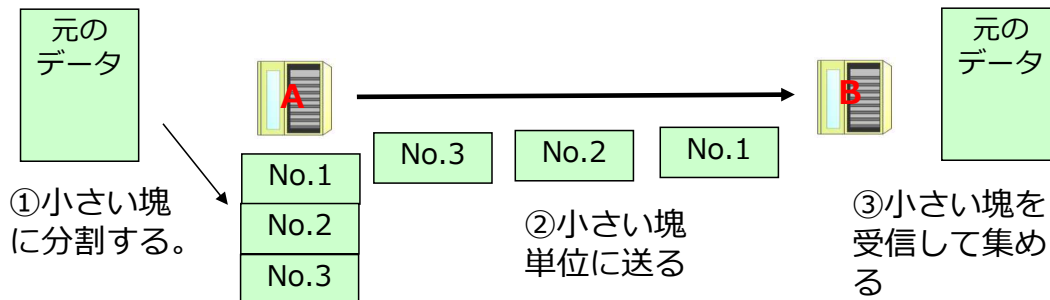 元の
データ
A
B
元の
データ
No.1
No.2
No.3
No.3
No.2
No.1
①小さい塊
に分割する。
②小さい塊
単位に送る
③小さい塊を
受信して集め
る